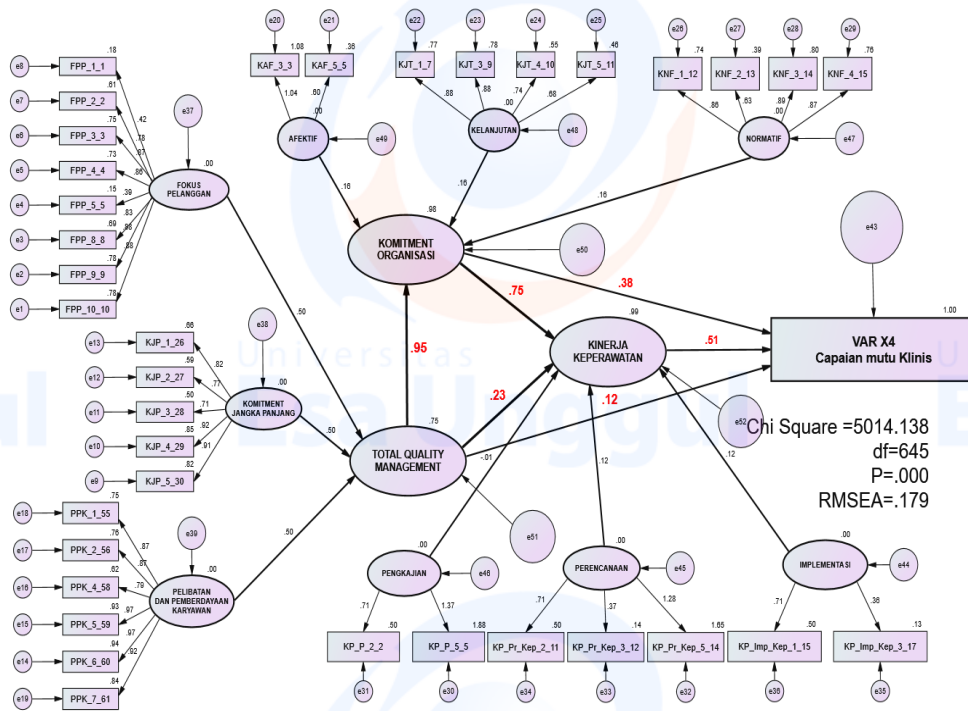 e20
e21
1.08
.36
KAF_3_3
KAF_5_5
1.04
.60
.00
AFEKTIF
e49
.16
e22
e23
e24
e25
.77
.78
.55
.46
KJT_1_7
KJT_3_9
KJT_4_10
KJT_5_11
.88
.88
.74
.68
.00
KELANJUTAN
e48
.16
e26
e27
e28
e29
.74
.39
.80
.76
KNF_1_12
KNF_2_13
KNF_3_14
KNF_4_15
.86
.63
.89
.87
.00
NORMATIF
e47
.16
e8
FPP_1_1
.18
e7
FPP_2_2
.61
e6
FPP_3_3
.75
e5
FPP_4_4
.73
e4
FPP_5_5
.15
e3
FPP_8_8
.69
e2
FPP_9_9
.78
e1
FPP_10_10
.78
.42
.78
.87
.86
.39
.83
.88
.88
e37
.00
FOKUS
PELANGGAN
.50
.98
KOMITMENT
ORGANISASI
e50
.75
.38
.95
e43
1.00
VAR X4
Capaian mutu Klinis
.99
KINERJA
KEPERAWATAN
.51
e52
.23
.12
Universitas
Esa Unggul
e13
KJP_1_26
.66
e12
KJP_2_27
.59
e11
KJP_3_28
.50
e10
KJP_4_29
.85
e9
KJP_5_30
.82
.82
.77
.71
.92
.91
e38
.00
KOMITMENT
JANGKA PANJANG
.50
.75
TOTAL QUALITY
MANAGEMENT
e51
-.01
.12
.12
Chi Square =5014.138
df=645
P=.000
RMSEA=.179
e18
PPK_1_55
.75
e17
PPK_2_56
.76
e16
PPK_4_58
.62
e15
PPK_5_59
.93
e14
PPK_6_60
.94
e19
PPK_7_61
.84
.87
.87
.79
.97
.97
.92
e39
.00
PELIBATAN
DAN PEMBERDAYAAN
KARYAWAN
.50
.00
PENGKAJIAN
e46
.71
1.37
.50
1.88
KP_P_2_2
KP_P_5_5
e31
e30
.00
PERENCANAAN
e45
.71
.37
1.28
.50
.14
1.65
KP_Pr_Kep_2_11
KP_Pr_Kep_3_12
KP_Pr_Kep_5_14
e34
e33
e32
.00
IMPLEMENTASI
e44
.71
.36
.50
.13
KP_Imp_Kep_1_15
KP_Imp_Kep_3_17
e36
e35